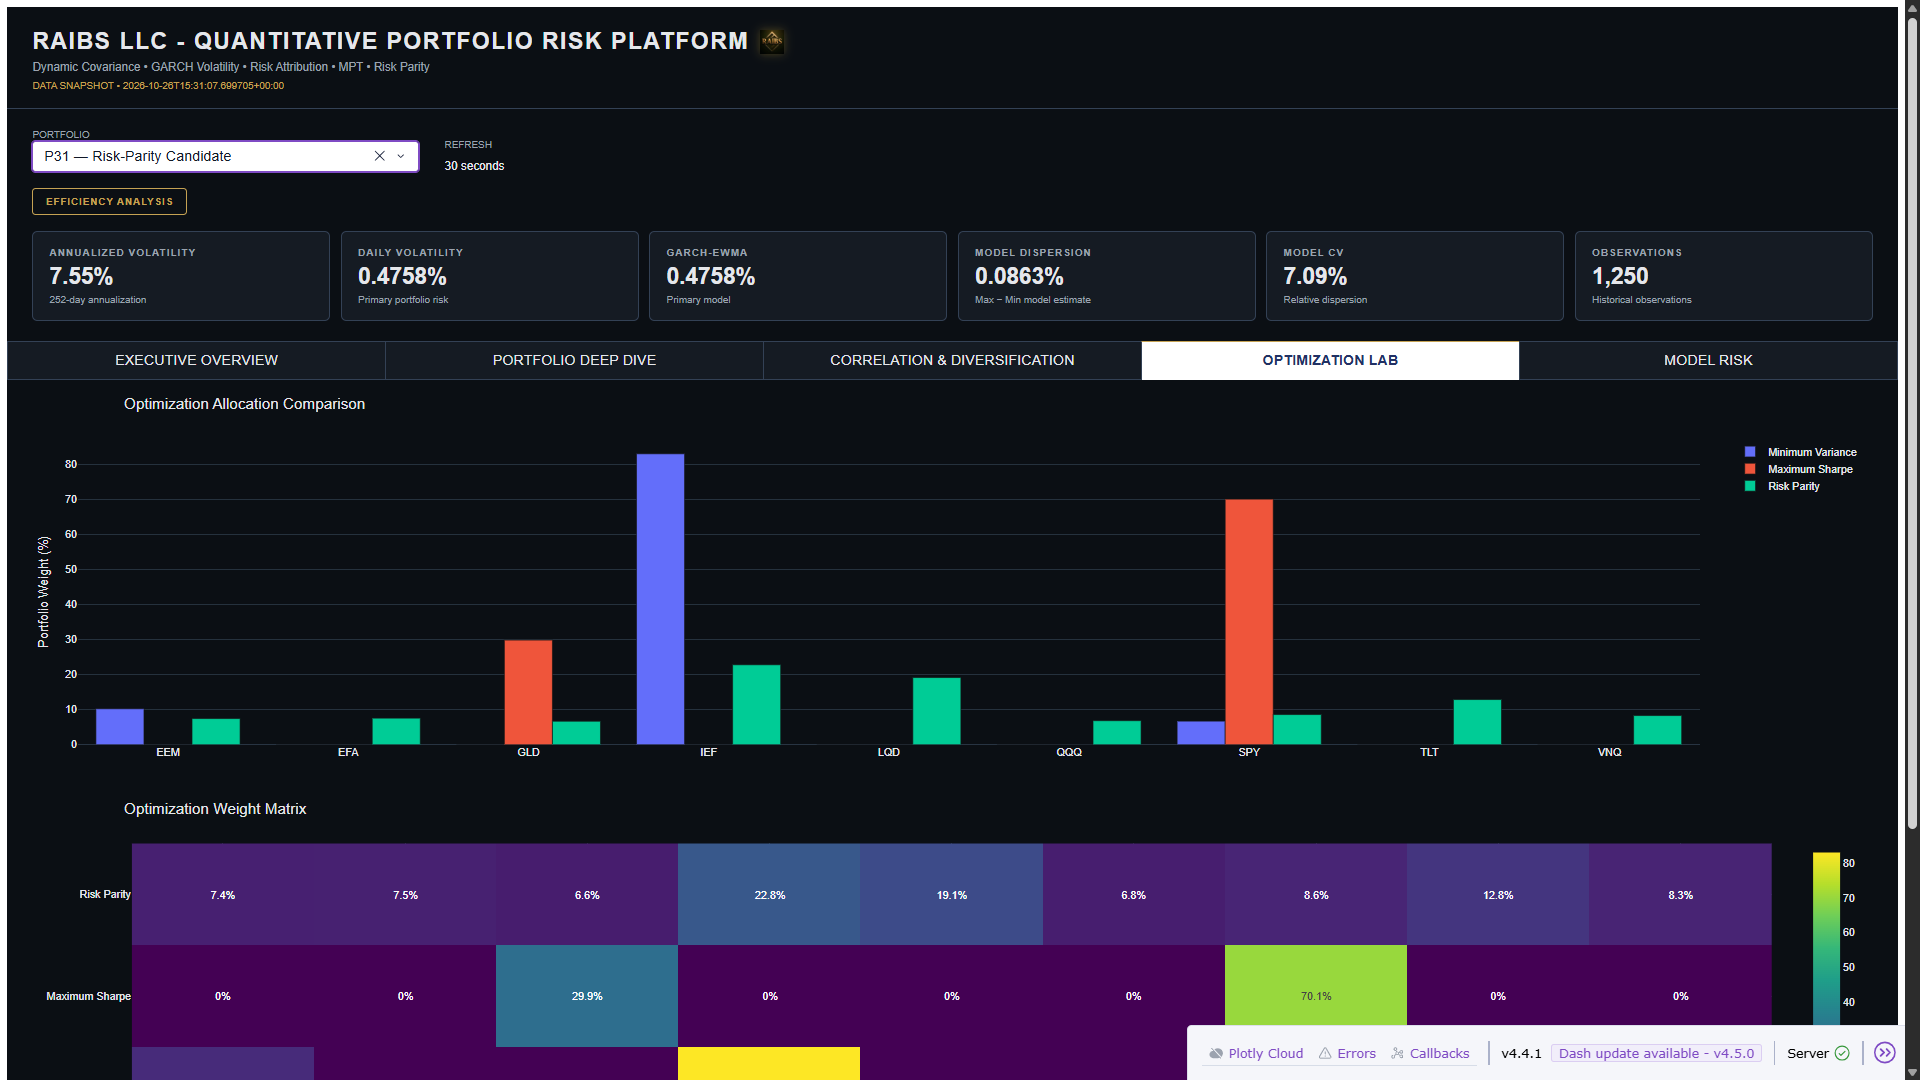 RAIBS LLC - QUANTITATIVE PORTFOLIO RISK PLATFORM
RAIBS
Dynamic Covariance • GARCH Volatility • Risk Attribution • MPT • Risk Parity
DATA SNAPSHOT • 2026-10-26T15:31:07.699705+00:00
PORTFOLIO
P31 — Risk-Parity Candidate
REFRESH
30 seconds
EFFICIENCY ANALYSIS
ANNUALIZED VOLATILITY
7.55%
252-day annualization
DAILY VOLATILITY
0.4758%
Primary portfolio risk
GARCH-EWMA
0.4758%
Primary model
MODEL DISPERSION
0.0863%
Max − Min model estimate
MODEL CV
7.09%
Relative dispersion
OBSERVATIONS
1,250
Historical observations
EXECUTIVE OVERVIEW
PORTFOLIO DEEP DIVE
CORRELATION & DIVERSIFICATION
OPTIMIZATION LAB
MODEL RISK
Optimization Allocation Comparison
Minimum Variance
Maximum Sharpe
Risk Parity
Portfolio Weight (%)
80
70
60
50
40
30
20
10
0
EEM EFA GLD IEF LQD QQQ SPY TLT VNQ
Optimization Weight Matrix
Risk Parity 7.4% 7.5% 6.6% 22.8% 19.1% 6.8% 8.6% 12.8% 8.3%
Maximum Sharpe 0% 0% 29.9% 0% 0% 0% 70.1% 0% 0%
80
70
60
50
40
Plotly Cloud Errors Callbacks v4.4.1 Dash update available - v4.5.0 Server